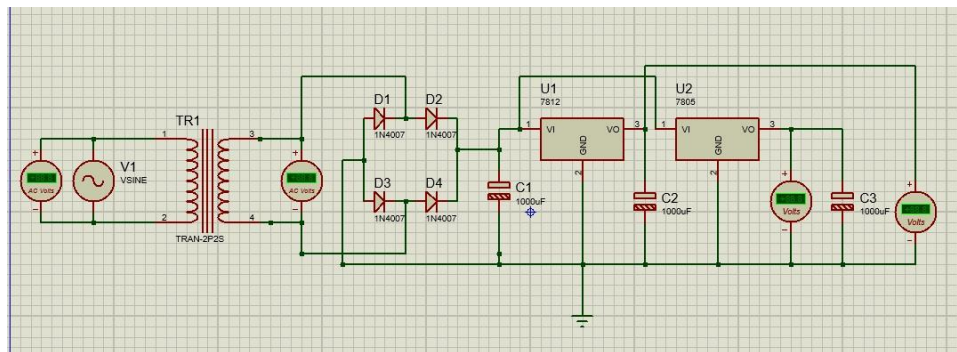 V1
VSINE
+
AC Volts
TR1
1
2
3
4
TRAN-2P2S
+
AC Volts
D1
1N4007
D2
1N4007
D3
1N4007
D4
1N4007
C1
1000uF
U1
7812
1
VI
VO
3
GND
2
C2
1000uF
U2
7805
1
VI
VO
3
GND
2
+
Volts
C3
1000uF
+
Volts